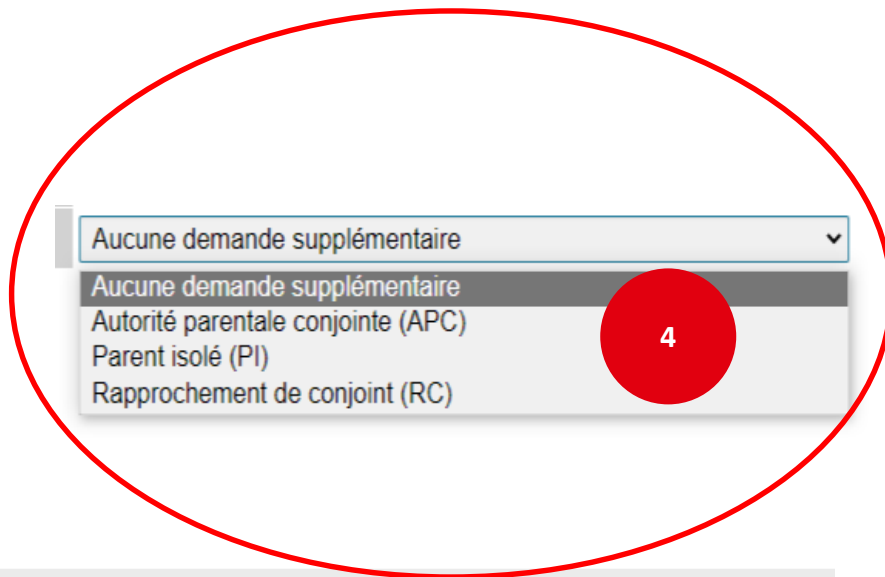 Aucune demande supplémentaire
Aucune demande supplémentaire
Autorité parentale conjointe (APC)
4
Parent isolé (PI)
Rapprochement de conjoint (RC)